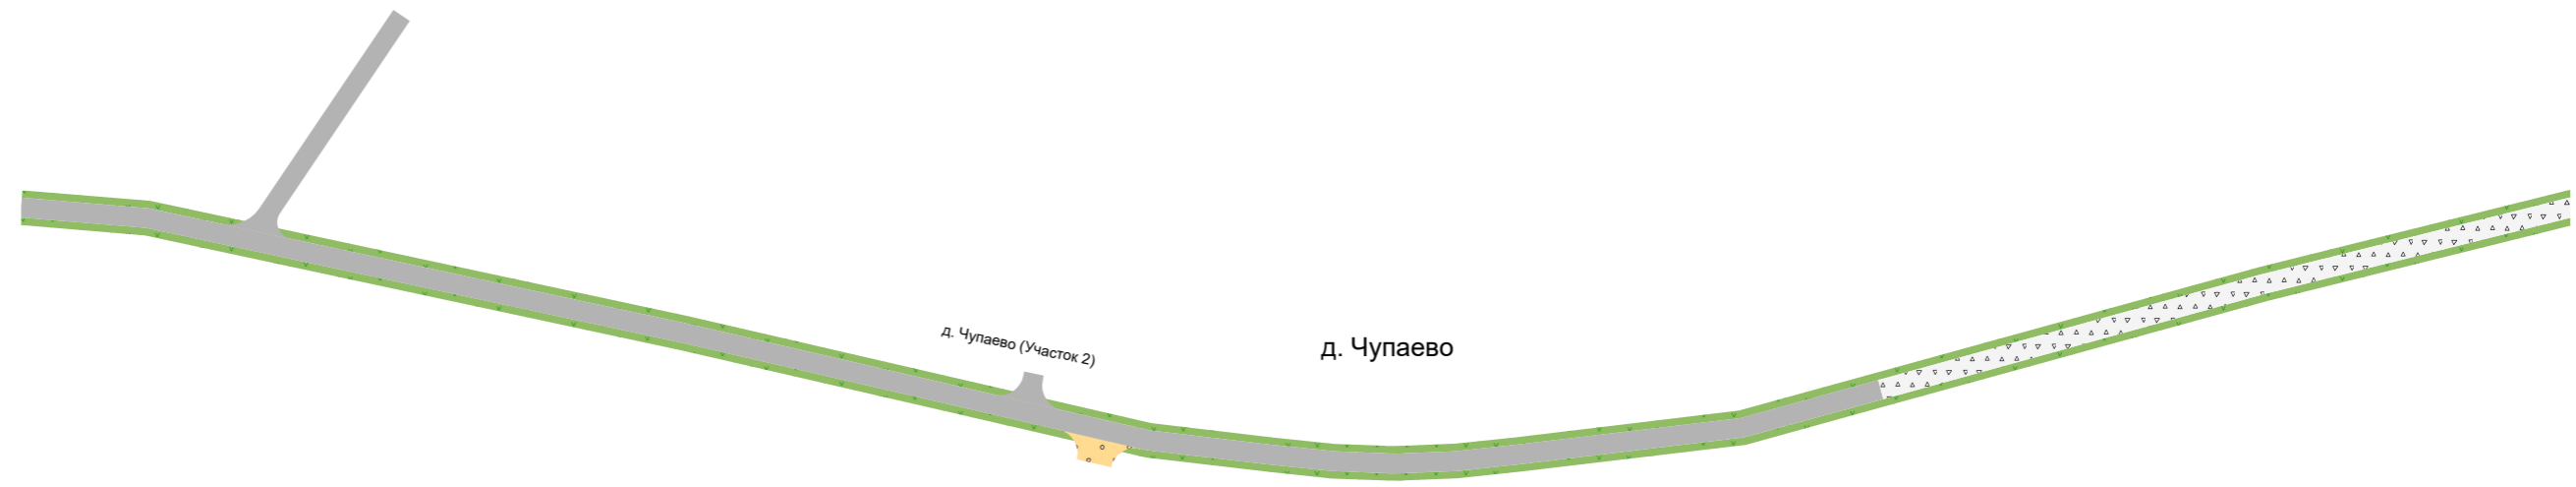 д. Чупаево (Участок 2)
д. Чупаево